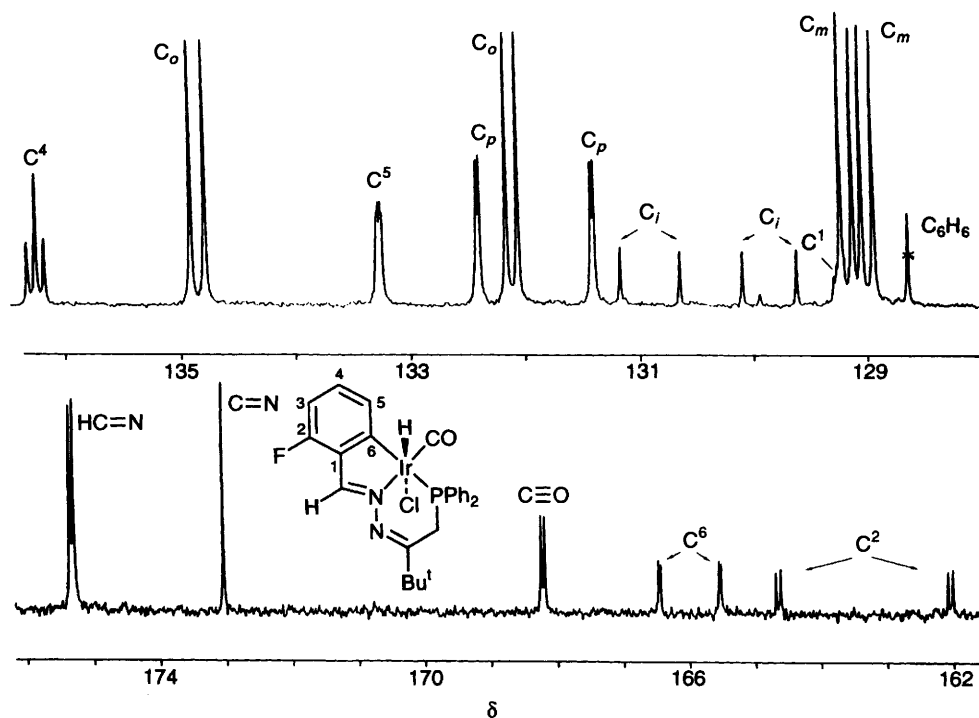 C⁴
Cₒ
C⁵
Cₚ
Cₒ
Cₚ
Cᵢ
Cᵢ
C¹
Cₘ
Cₘ
C₆H₆
135 133 131 129
HC=N
C=N
4
3
5
2
F
1
6
H
CO
Ir
H
N
Cl
PPh₂
N
Buᵗ
C≡O
C⁶
C²
174 170 166 162
δ